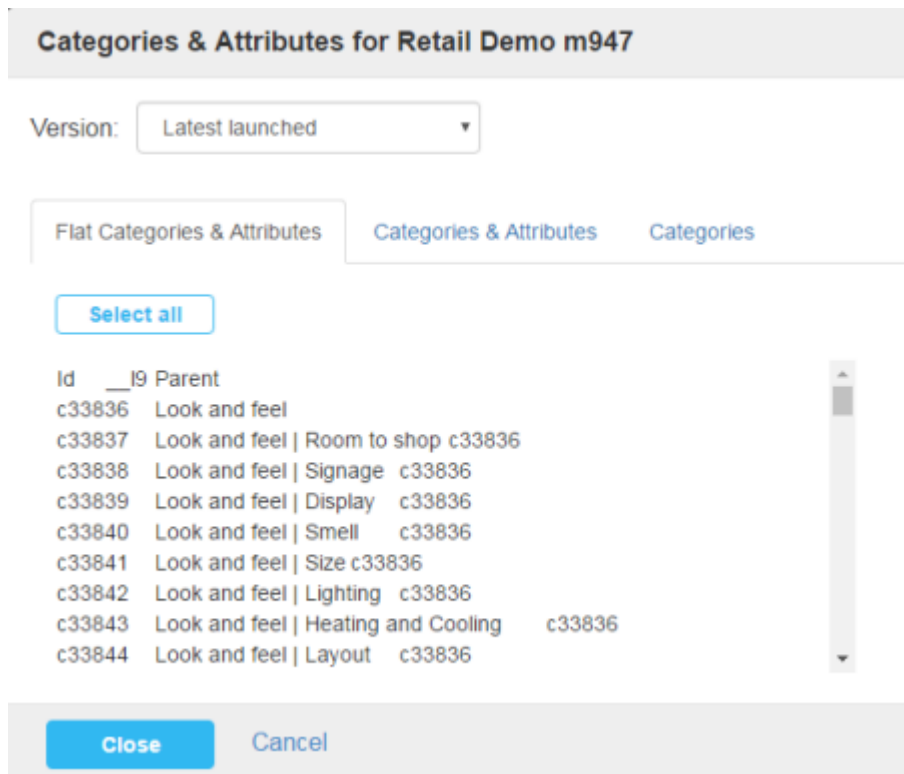 Categories & Attributes for Retail Demo m947
Version: Latest launched
Flat Categories & Attributes Categories & Attributes Categories
Select all
Id __l9 Parent
c33836 Look and feel
c33837 Look and feel | Room to shop c33836
c33838 Look and feel | Signage c33836
c33839 Look and feel | Display c33836
c33840 Look and feel | Smell c33836
c33841 Look and feel | Size c33836
c33842 Look and feel | Lighting c33836
c33843 Look and feel | Heating and Cooling c33836
c33844 Look and feel | Layout c33836
Close Cancel